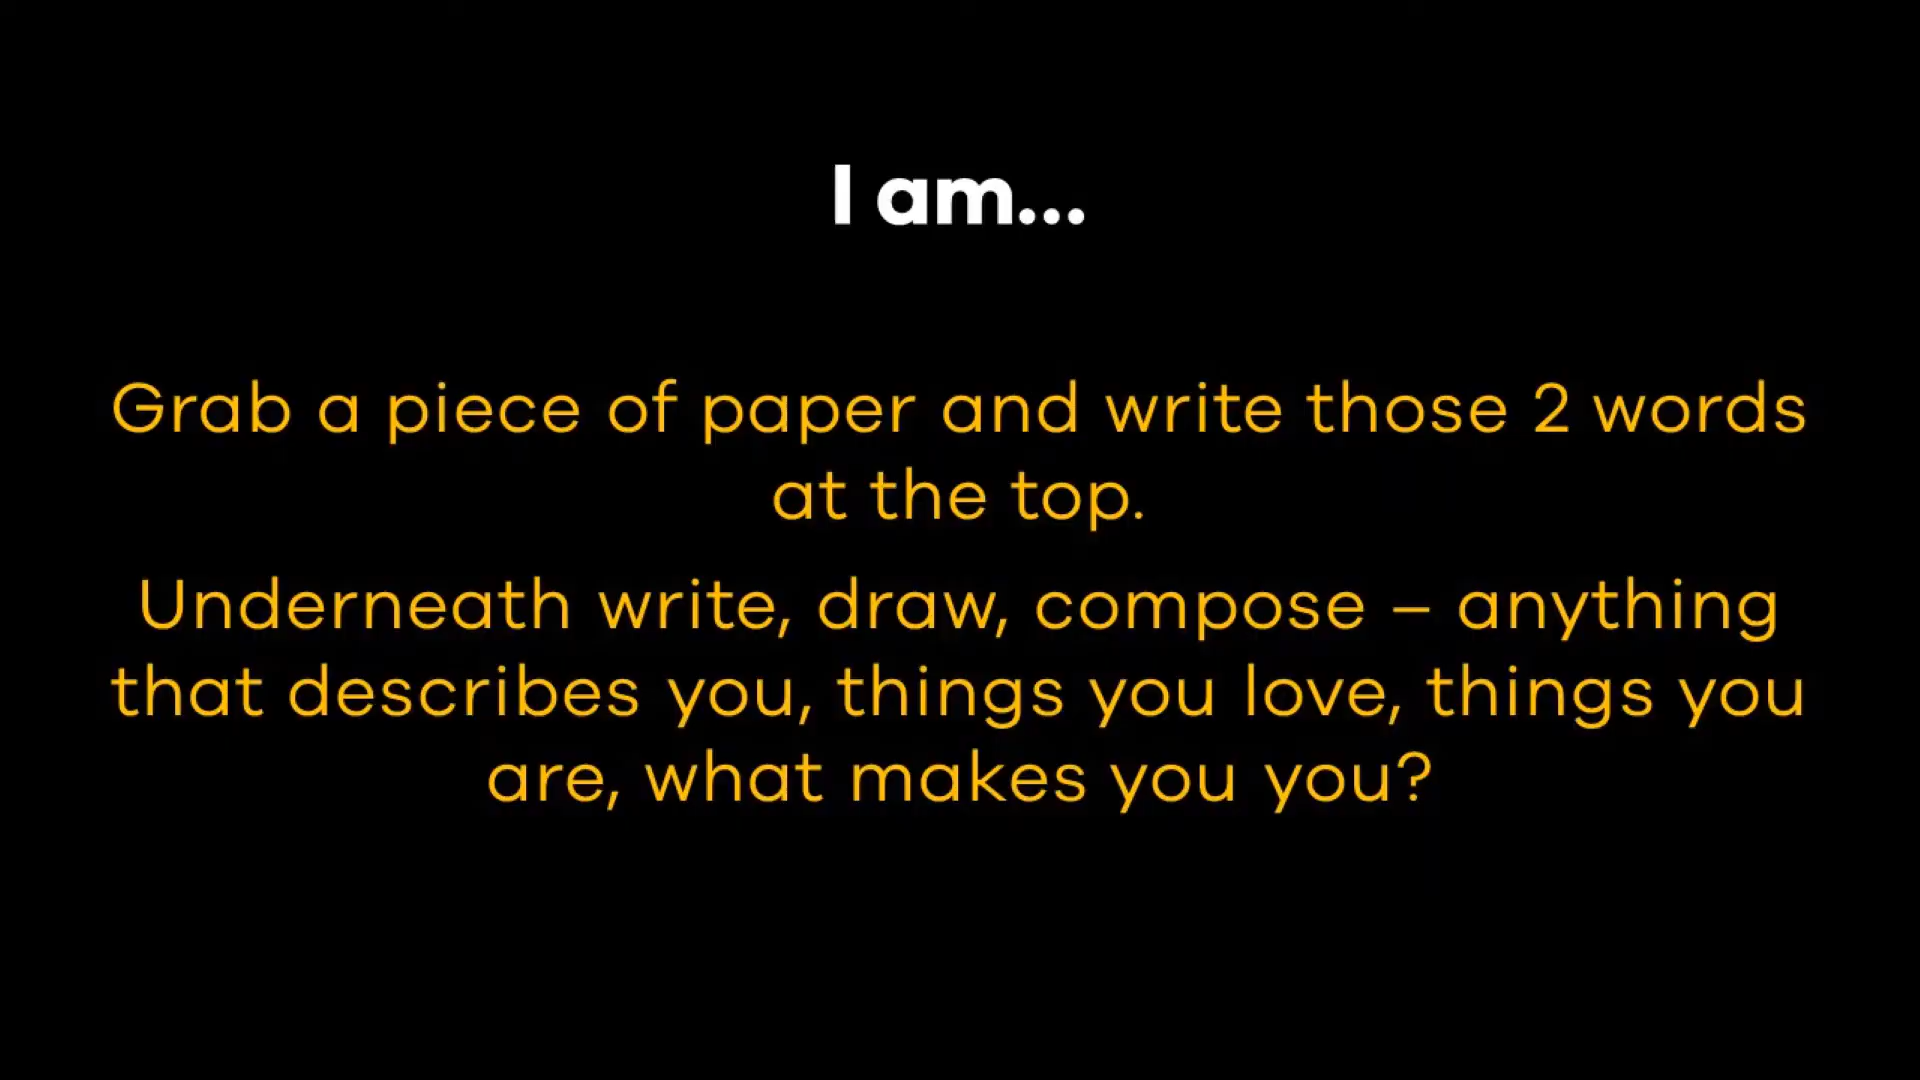 I am...
Grab a piece of paper and write those 2 words
at the top.
Underneath write, draw, compose – anything
that describes you, things you love, things you
are, what makes you you?